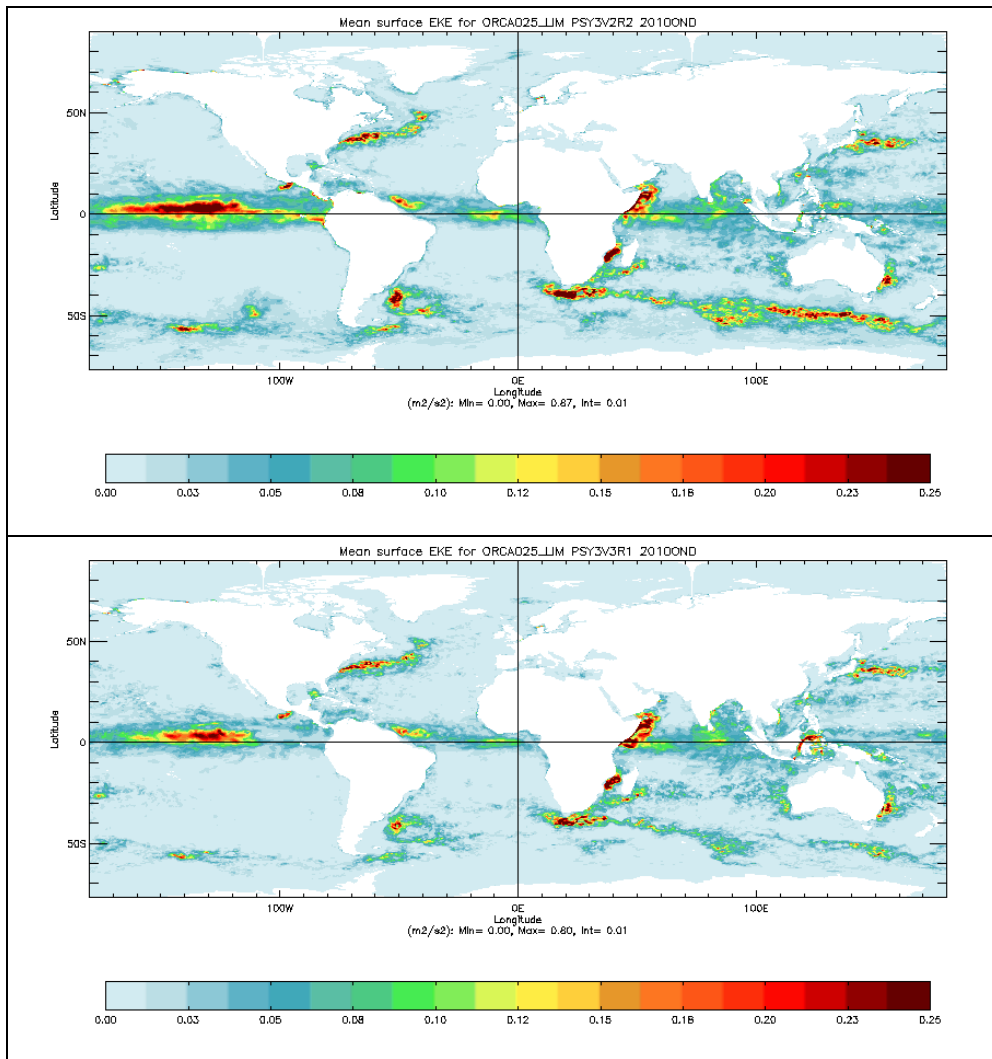 Mean surface EKE for ORCA025_LIM PSY3V2R2 2010OND
50N
0
50S
Latitude
100W 0E 100E
Longitude
(m2/s2): Min= 0.00, Max= 0.87, Int= 0.01
0.00 0.03 0.05 0.08 0.10 0.12 0.15 0.18 0.20 0.23 0.25
Mean surface EKE for ORCA025_LIM PSY3V3R1 2010OND
50N
0
50S
Latitude
100W 0E 100E
Longitude
(m2/s2): Min= 0.00, Max= 0.80, Int= 0.01
0.00 0.03 0.05 0.08 0.10 0.12 0.15 0.18 0.20 0.23 0.25